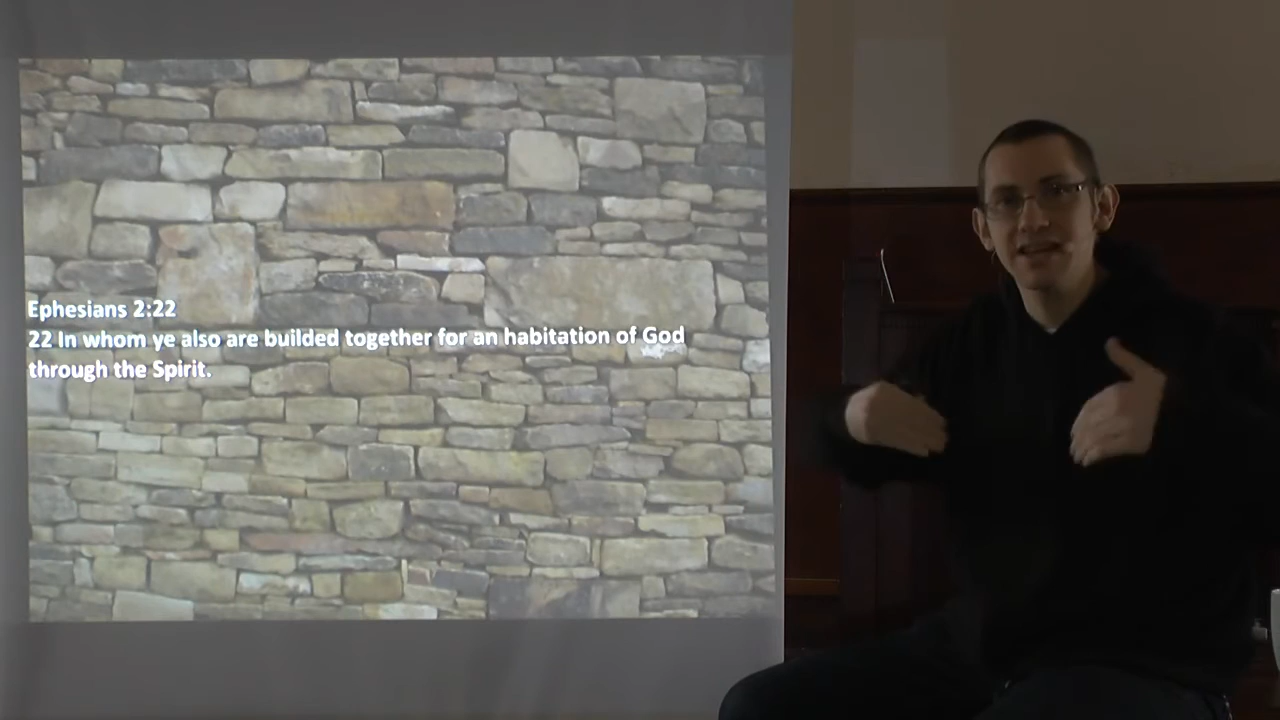 Ephesians 2:22
22 In whom ye also are builded together for an habitation of God
through the Spirit.